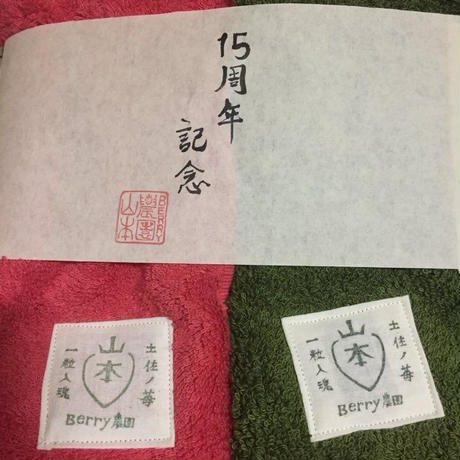 15周年
記念
BERRY
農園
山本
土佐ノ苺
山本
一粒入魂
Berry農園
土佐ノ苺
山本
一粒入魂
Berry農園